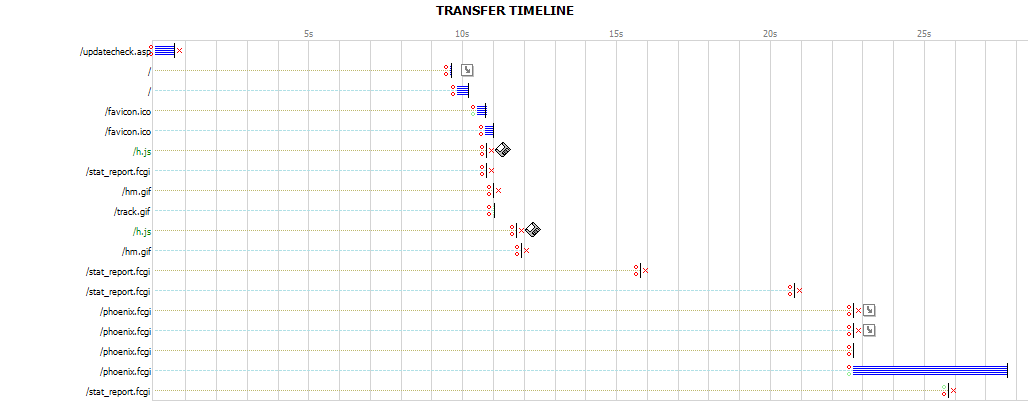 TRANSFER TIMELINE
5s 10s 15s 20s 25s
/updatecheck.asp
/
/
/favicon.ico
/favicon.ico
/h.js
/stat_report.fcgi
/hm.gif
/track.gif
/h.js
/hm.gif
/stat_report.fcgi
/stat_report.fcgi
/phoenix.fcgi
/phoenix.fcgi
/phoenix.fcgi
/phoenix.fcgi
/stat_report.fcgi